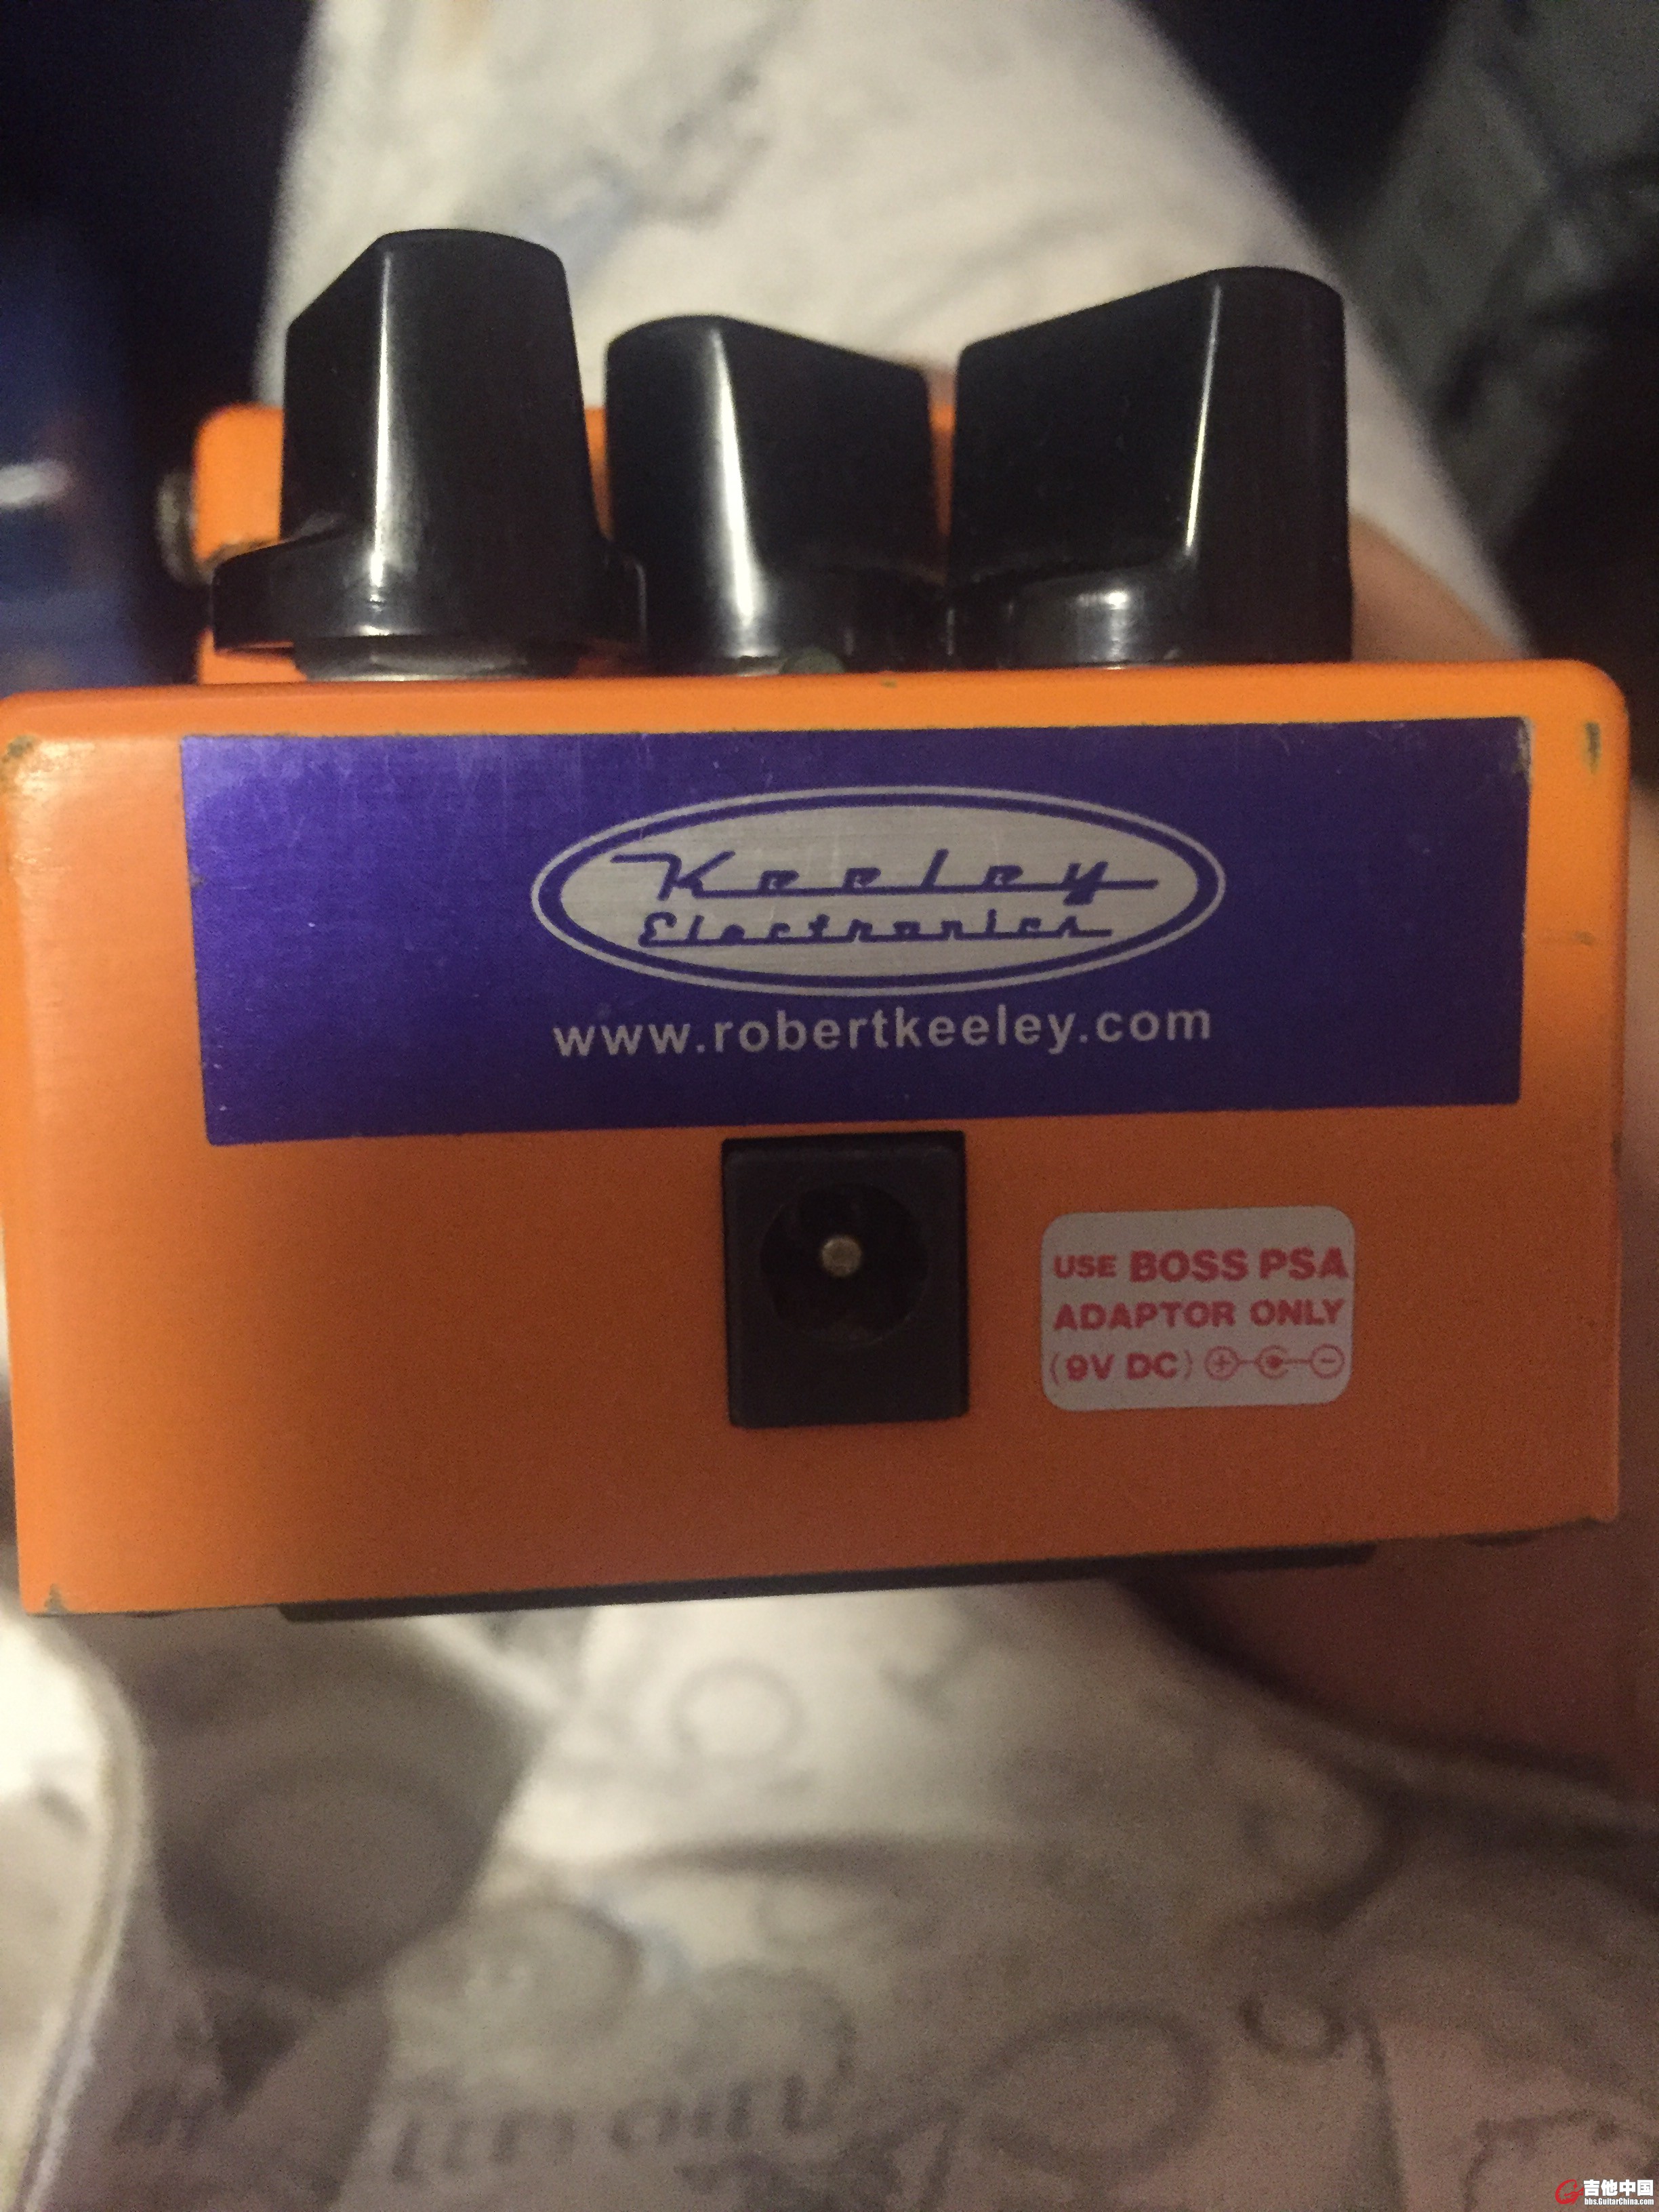 Keeley
Electronics
www.robertkeeley.com
USE BOSS PSA
ADAPTOR ONLY
(9V DC)
吉他中国
bbs.GuitarChina.com